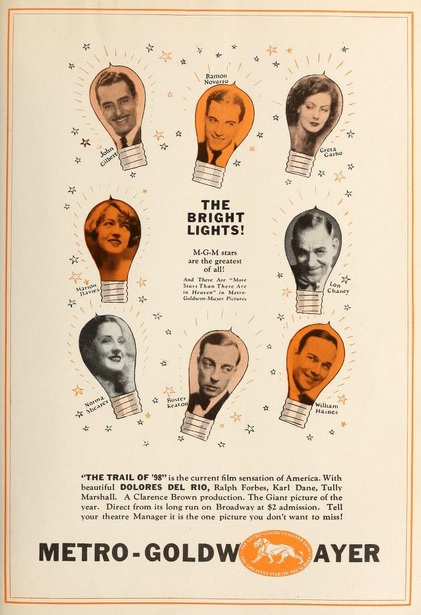 John
Gilbert
Ramon
Novarro
Greta
Garbo
THE
BRIGHT
LIGHTS!
M-G-M stars
are the greatest
of all!
And There Are "More
Stars Than There Are
in Heaven" in Metro-
Goldwyn-Mayer Pictures
Marion
Davies
Lon
Chaney
Norma
Shearer
Buster
Keaton
William
Haines
"THE TRAIL OF '98" is the current film sensation of America. With
beautiful DOLORES DEL RIO, Ralph Forbes, Karl Dane, Tully
Marshall. A Clarence Brown production. The Giant picture of the
year. Direct from its long run on Broadway at $2 admission. Tell
your theatre Manager it is the one picture you don't want to miss!
METRO-GOLDW AYER